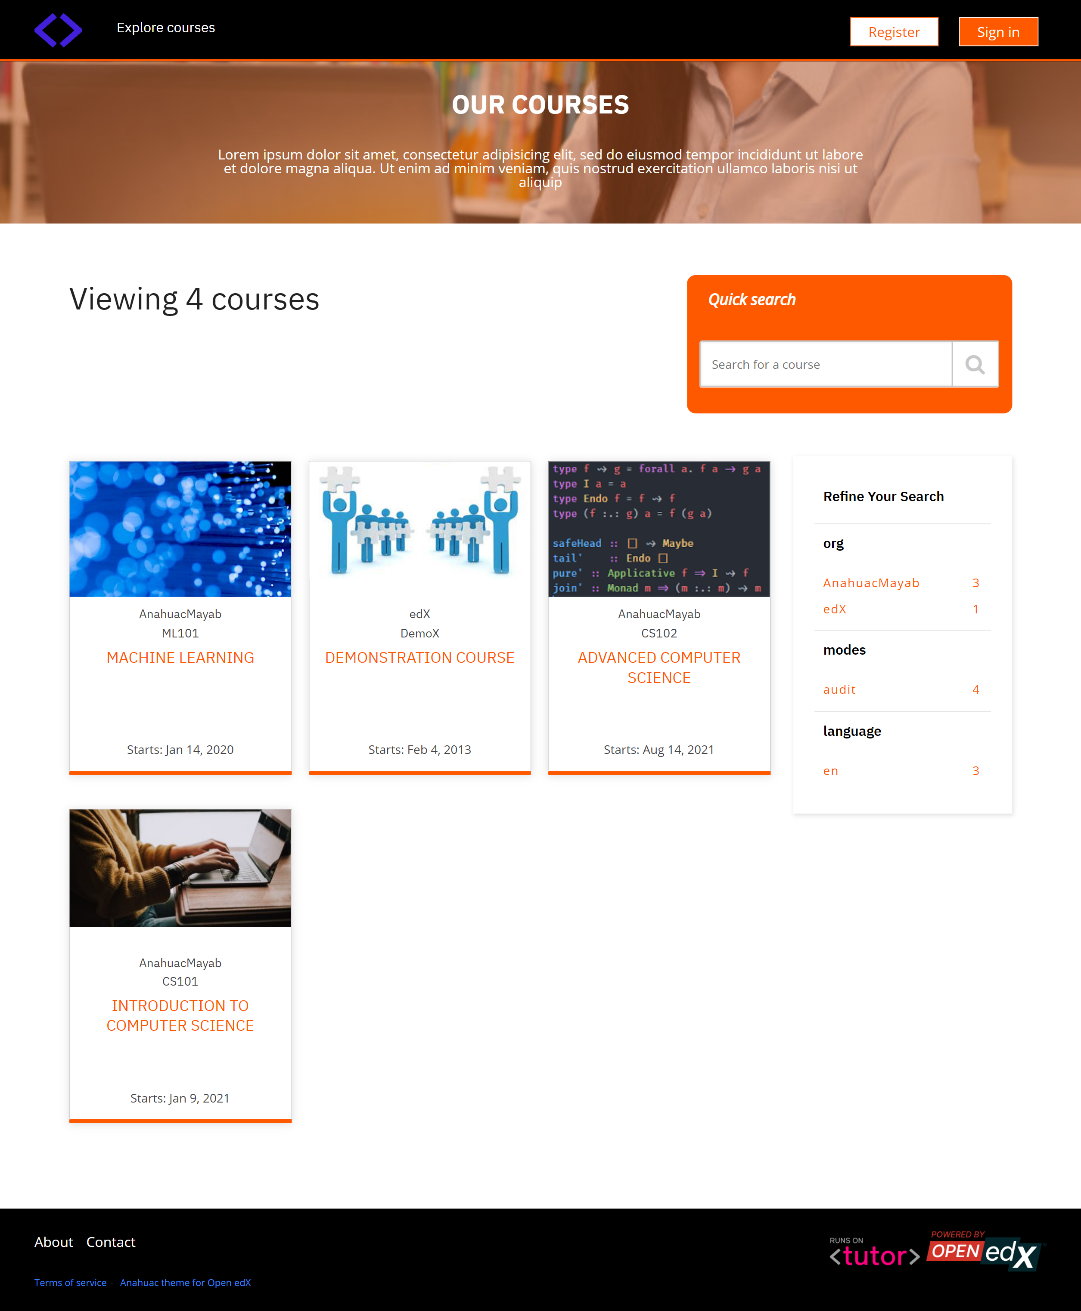 Explore courses
Register
Sign in
OUR COURSES
Lorem ipsum dolor sit amet, consectetur adipisicing elit, sed do eiusmod tempor incididunt ut labore
et dolore magna aliqua. Ut enim ad minim veniam, quis nostrud exercitation ullamco laboris nisi ut
aliquip
Viewing 4 courses
Quick search
Search for a course
type f ~> g = forall a. f a -> g a
type I a = a
type Endo f = f ~> f
type (f :.: g) a = f (g a)
safeHead :: [] ~> Maybe
tail' :: Endo []
pure' :: Applicative f => I ~> f
join' :: Monad m => (m :.: m) ~> m
AnahuacMayab
ML101
MACHINE LEARNING
Starts: Jan 14, 2020
edX
DemoX
DEMONSTRATION COURSE
Starts: Feb 4, 2013
AnahuacMayab
CS102
ADVANCED COMPUTER
SCIENCE
Starts: Aug 14, 2021
Refine Your Search
org
AnahuacMayab 3
edX 1
modes
audit 4
language
en 3
AnahuacMayab
CS101
INTRODUCTION TO
COMPUTER SCIENCE
Starts: Jan 9, 2021
About Contact
Terms of service Anahuac theme for Open edX
RUNS ON
<tutor>
POWERED BY
OPEN edX